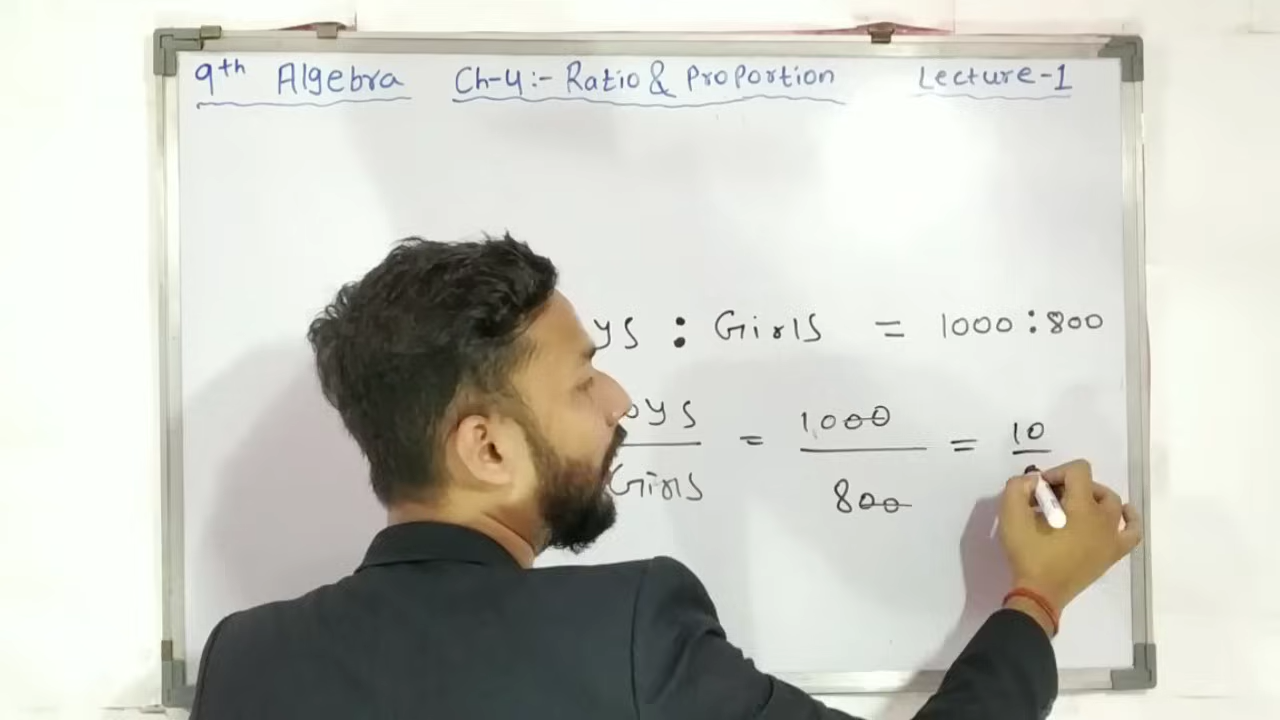 9th Algebra Ch-4:- Ratio & Proportion Lecture-1
ys : Girls = 1000:800
oys = 1000 = 10
Girls 800